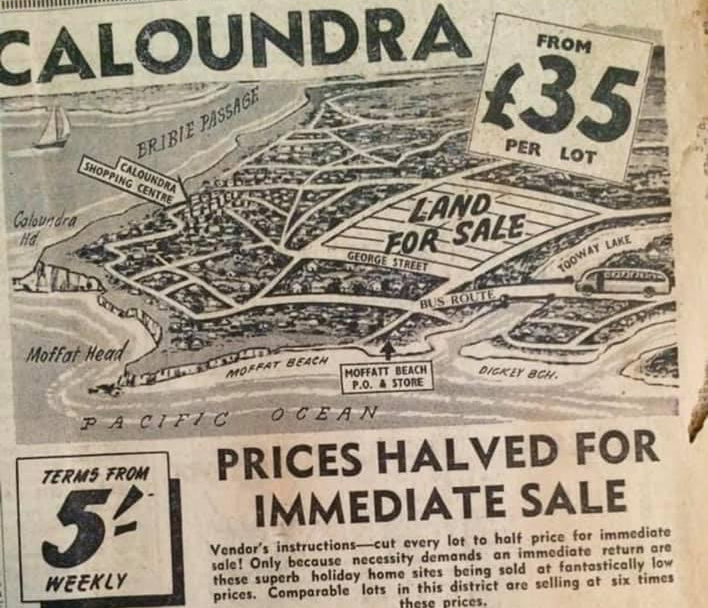 CALOUNDRA
FROM
£35
PER LOT
BRIBIE PASSAGE
CALOUNDRA
SHOPPING CENTRE
Caloundra
Hd.
LAND
FOR SALE
GEORGE STREET
TOOWAY LAKE
BUS ROUTE
Moffat Head
MOFFAT BEACH
MOFFATT BEACH
P.O. & STORE
DICKEY BCH.
PACIFIC OCEAN
TERMS FROM
5'/-
WEEKLY
PRICES HALVED FOR
IMMEDIATE SALE
Vendor's instructions—cut every lot to half price for immediate
sale! Only because necessity demands an immediate return are
these superb holiday home sites being sold at fantastically low
prices. Comparable lots in this district are selling at six times
these prices.